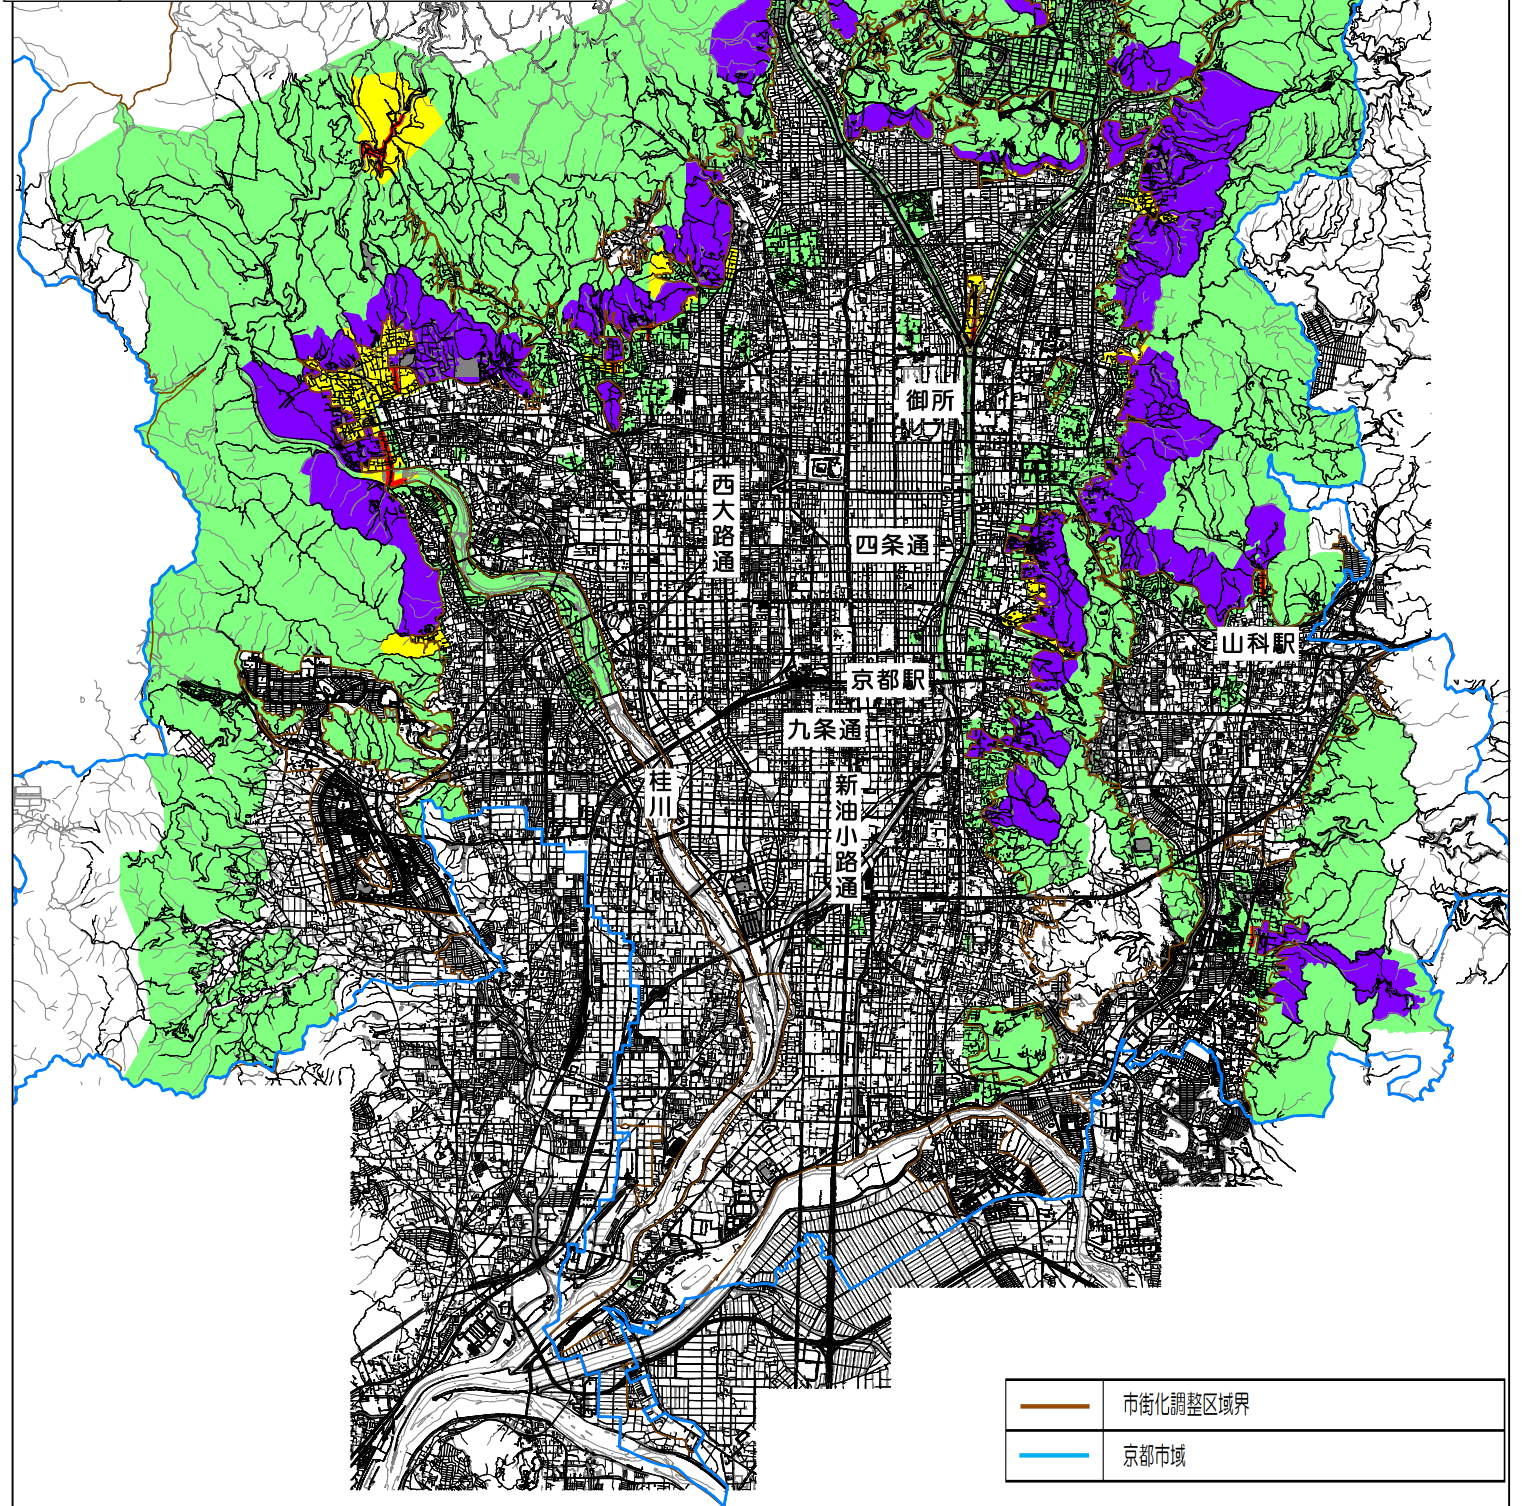 御所
西大路通
四条通
山科駅
京都駅
九条通
桂川
新油小路通
市街化調整区域界
京都市域